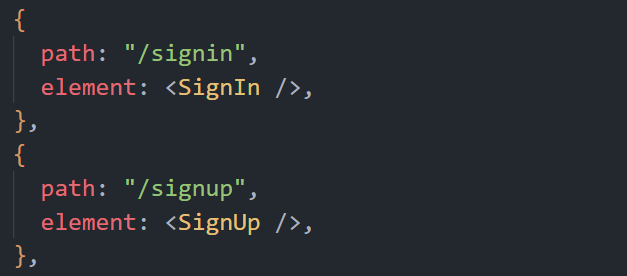 {
  path: "/signin",
  element: <SignIn />,
},
{
  path: "/signup",
  element: <SignUp />,
},